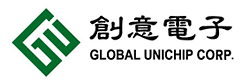 創意電子
GLOBAL UNICHIP CORP.